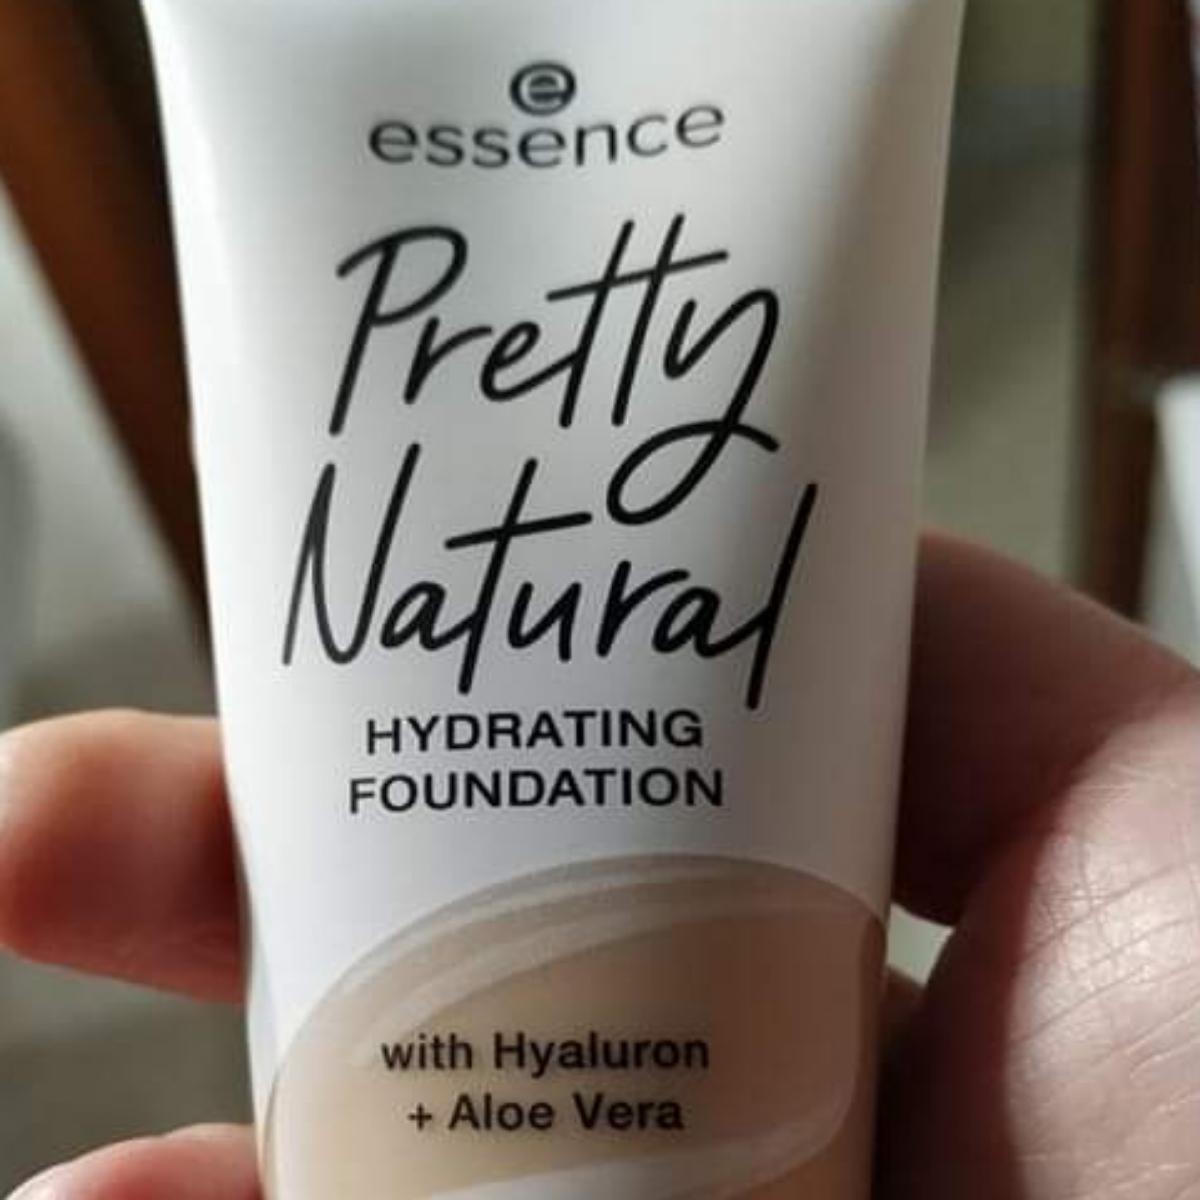 e
essence
Pretty
Natural
HYDRATING
FOUNDATION
with Hyaluron
+ Aloe Vera